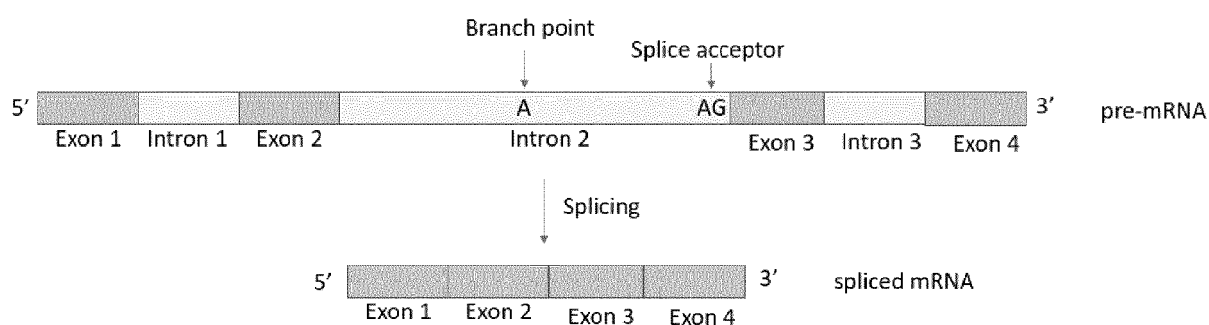 Branch point
Splice acceptor
5’ A AG 3’ pre-mRNA
Exon 1 Intron 1 Exon 2 Intron 2 Exon 3 Intron 3 Exon 4
Splicing
5’ 3’ spliced mRNA
Exon 1 Exon 2 Exon 3 Exon 4